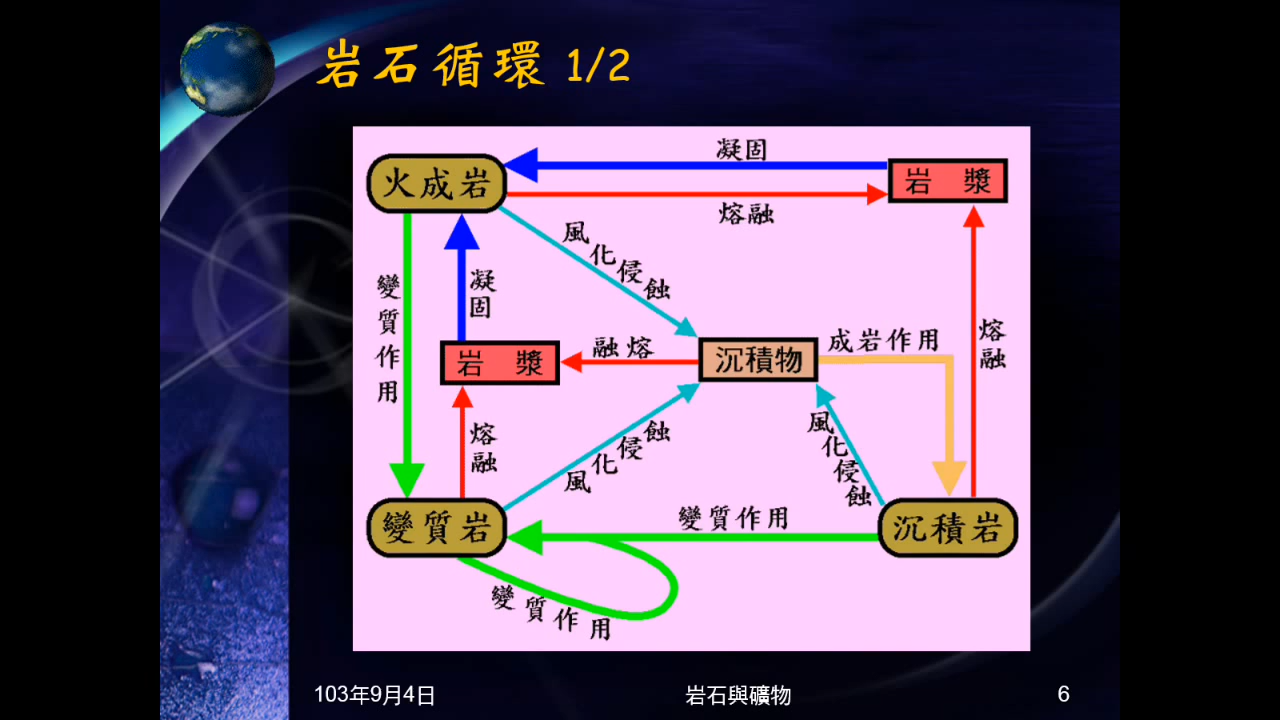 岩石循環 1/2
凝固
火成岩
岩漿
熔融
風化侵蝕
變質作用
凝固
熔融
成岩作用
融熔
沉積物
岩漿
風化侵蝕
熔融
風化侵蝕
變質作用
變質岩
沉積岩
變質作用
103年9月4日
岩石與礦物
6